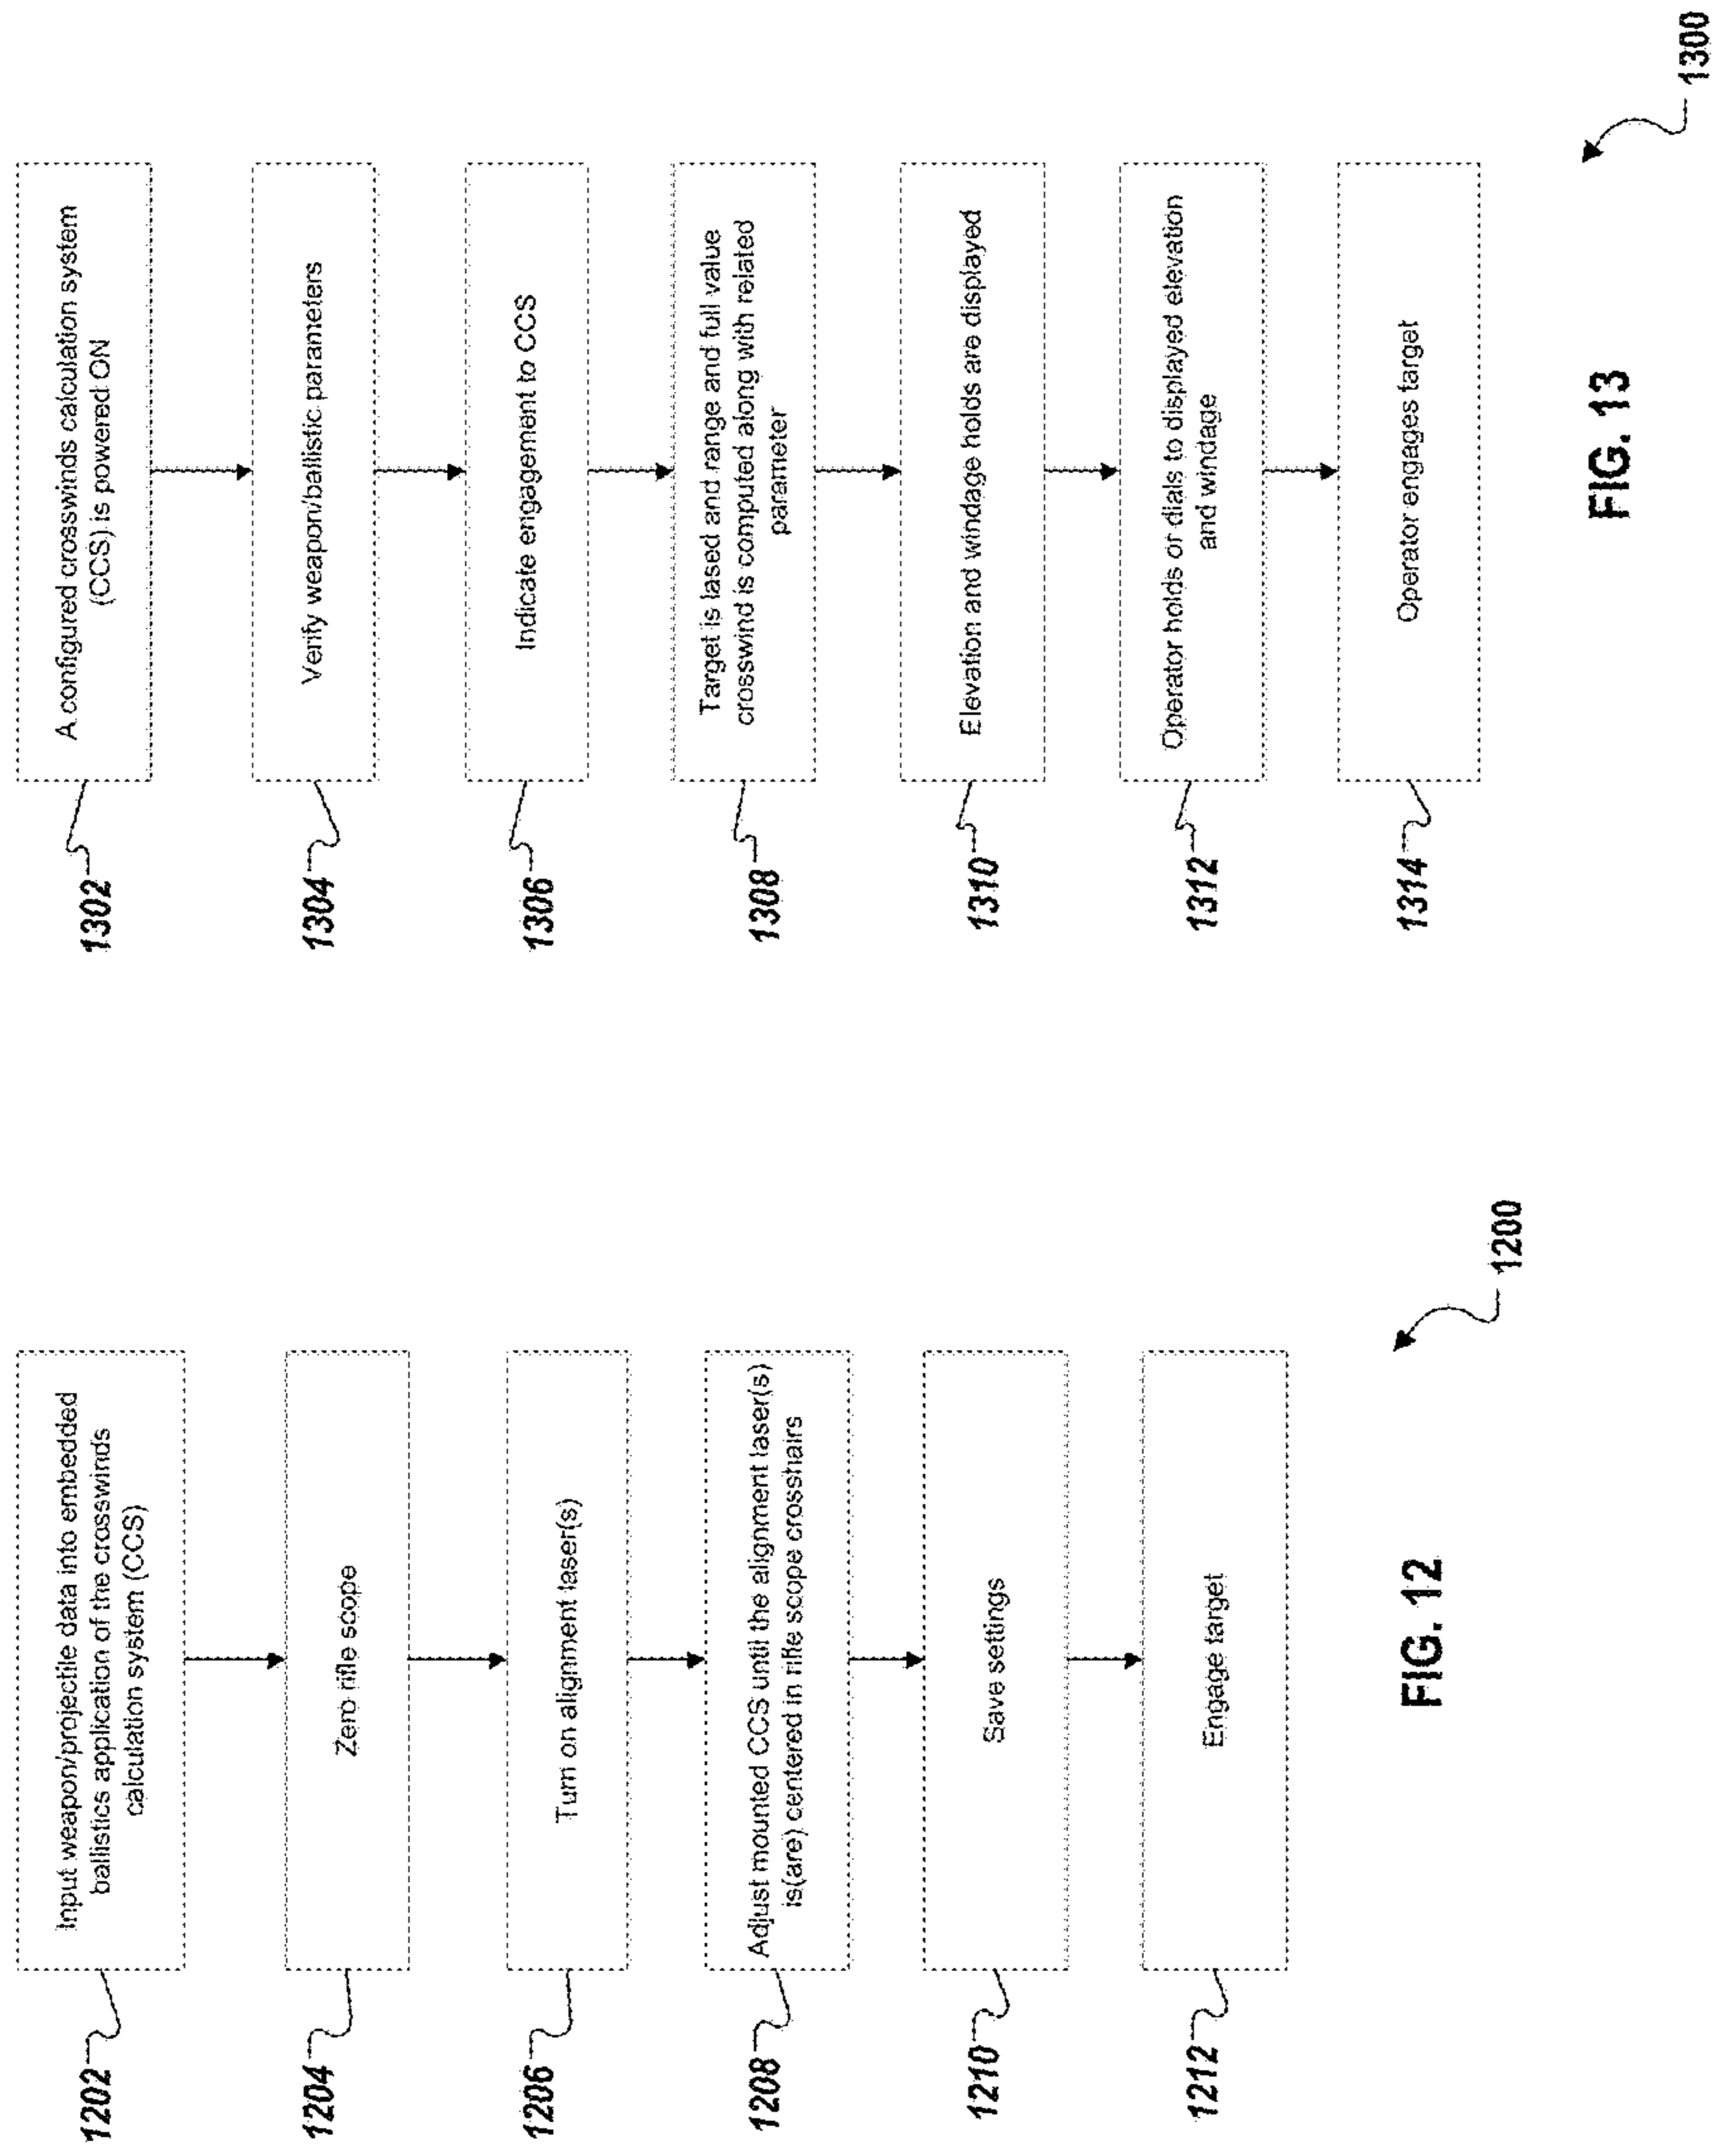 1202
Input weapon/projectile data into embedded
ballistics application of the crosswinds
calculation system (CCS)
1204
Zero rifle scope
1206
Turn on alignment laser(s)
1208
Adjust mounted CCS until the alignment laser(s)
is(are) centered in rifle scope crosshairs
1210
Save settings
1212
Engage target
1200
FIG. 12
1302
A configured crosswinds calculation system
(CCS) is powered ON
1304
Verify weapon/ballistic parameters
1306
Indicate engagement to CCS
1308
Target is lased and range and full value
crosswind is computed along with related
parameter
1310
Elevation and windage holds are displayed
1312
Operator holds or dials to displayed elevation
and windage
1314
Operator engages target
1300
FIG. 13